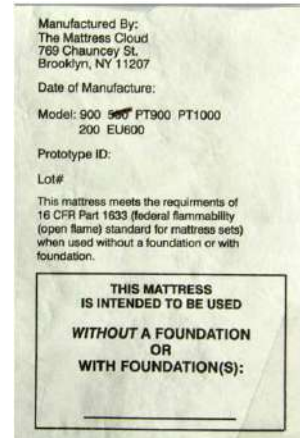 Manufactured By:
The Mattress Cloud
769 Chauncey St.
Brooklyn, NY 11207
Date of Manufacture:
Model: 900 500 PT900 PT1000
200 EU600
Prototype ID:
Lot#
This mattress meets the requirments of
16 CFR Part 1633 (federal flammability
(open flame) standard for mattress sets)
when used without a foundation or with
foundation.
THIS MATTRESS
IS INTENDED TO BE USED
WITHOUT A FOUNDATION
OR
WITH FOUNDATION(S):